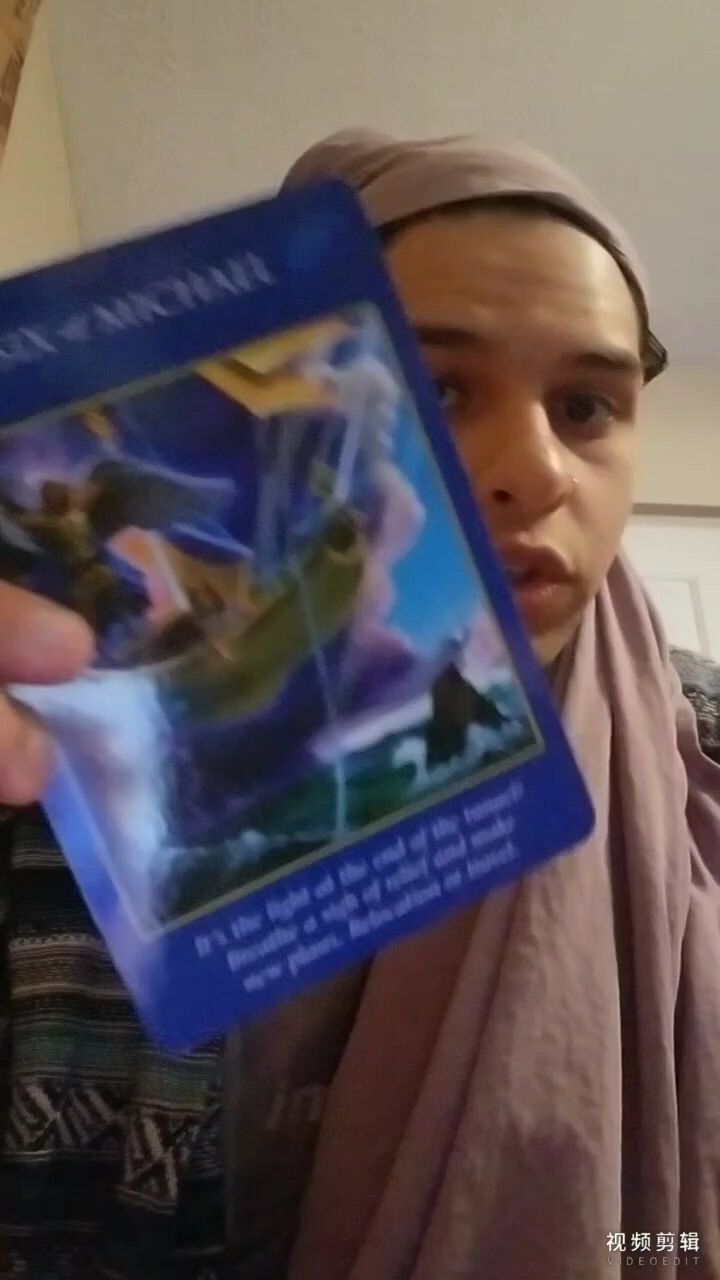 MICHAEL
It's the light at the end of the tunnel!
Breathe a sigh of relief and make
new plans. Relocation or travel.
in
视频剪辑
VIDEOEDIT